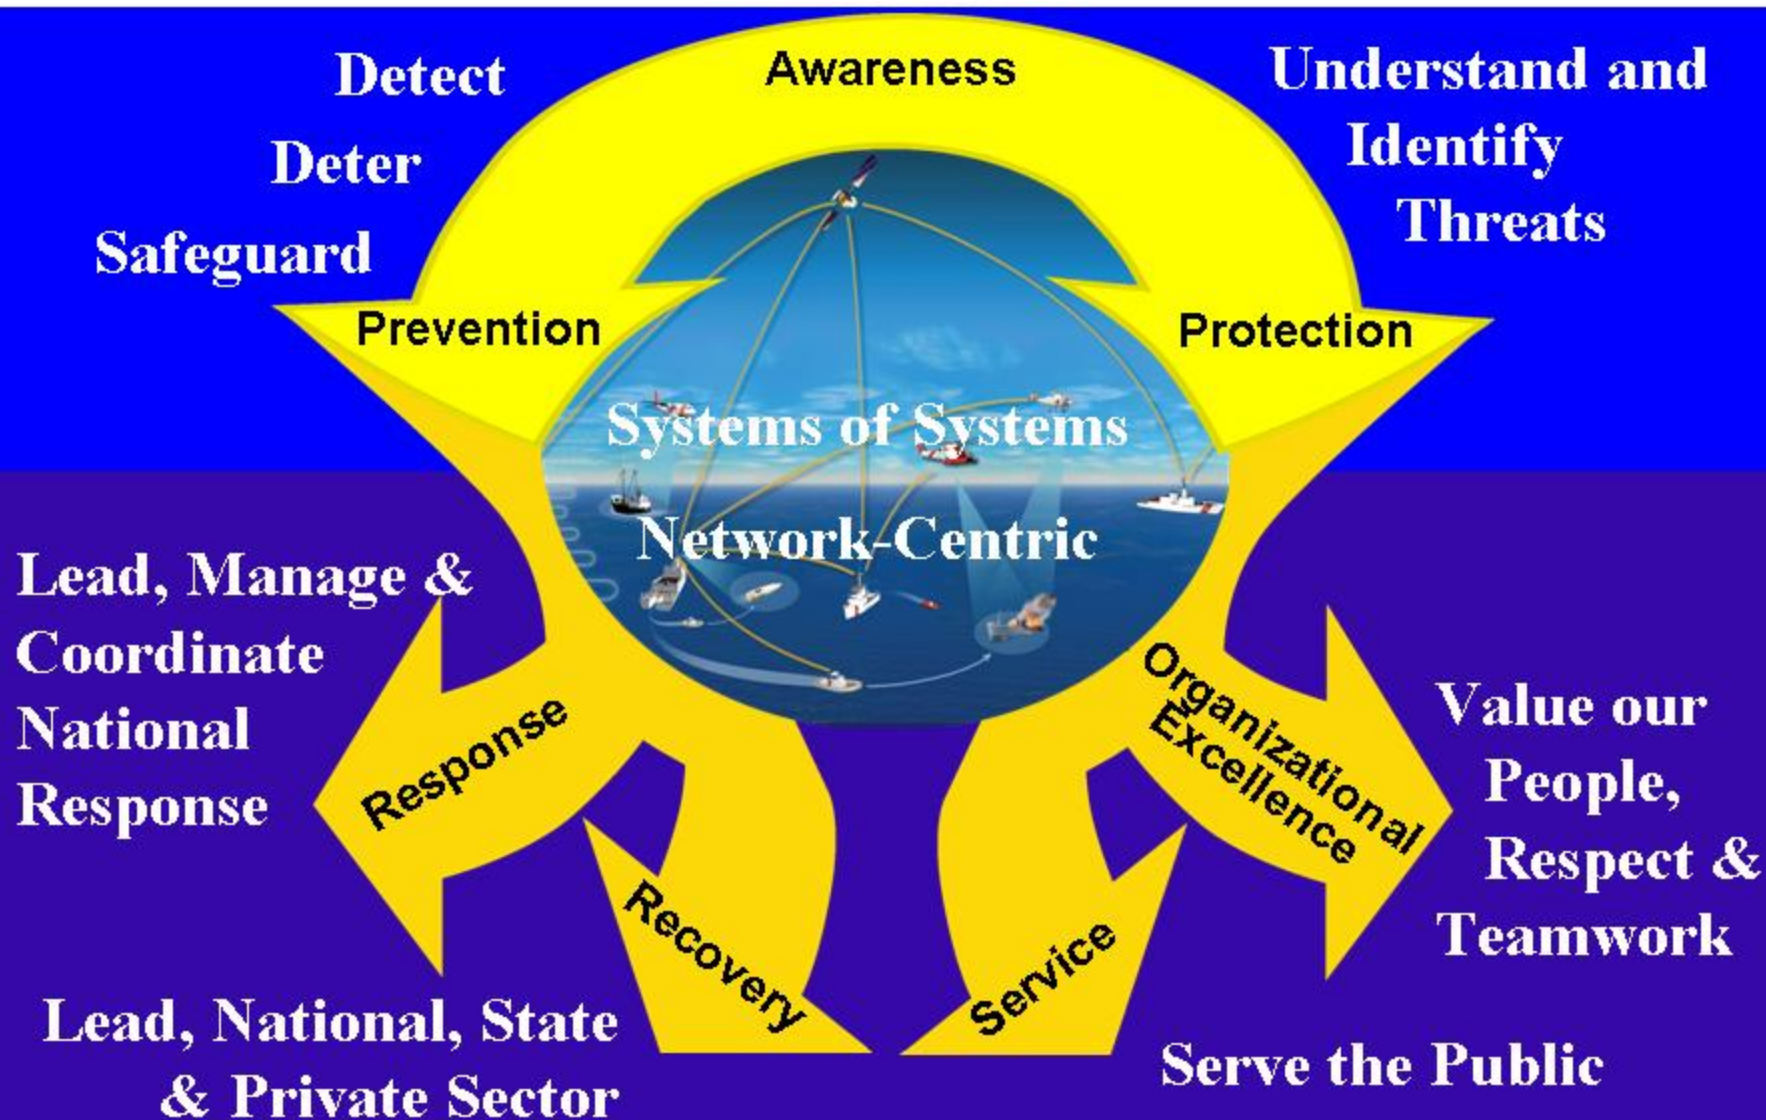 Awareness
Detect
Deter
Safeguard
Understand and
Identify
Threats
Prevention
Protection
Systems of Systems
Network-Centric
Lead, Manage &
Coordinate
National
Response
Response
Organizational
Excellence
Value our
People,
Respect &
Teamwork
Recovery
Service
Lead, National, State
& Private Sector
Serve the Public